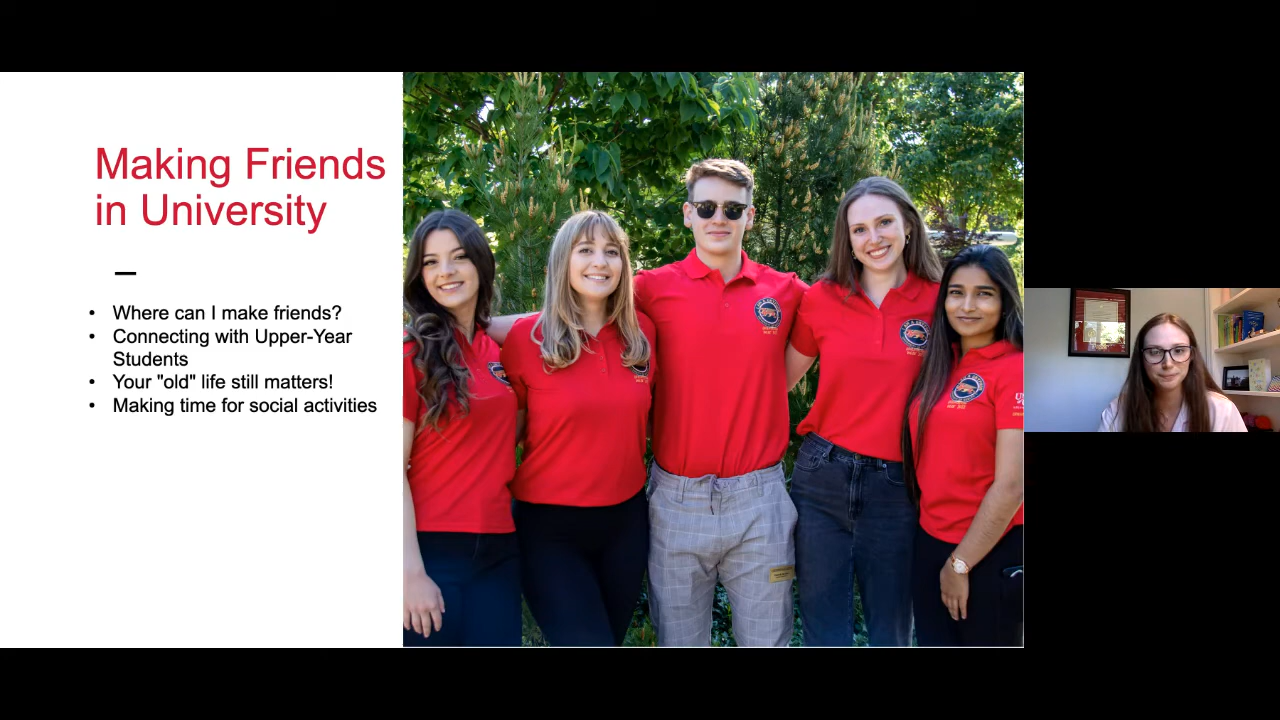 Making Friends
in University
• Where can I make friends?
• Connecting with Upper-Year
Students
• Your "old" life still matters!
• Making time for social activities